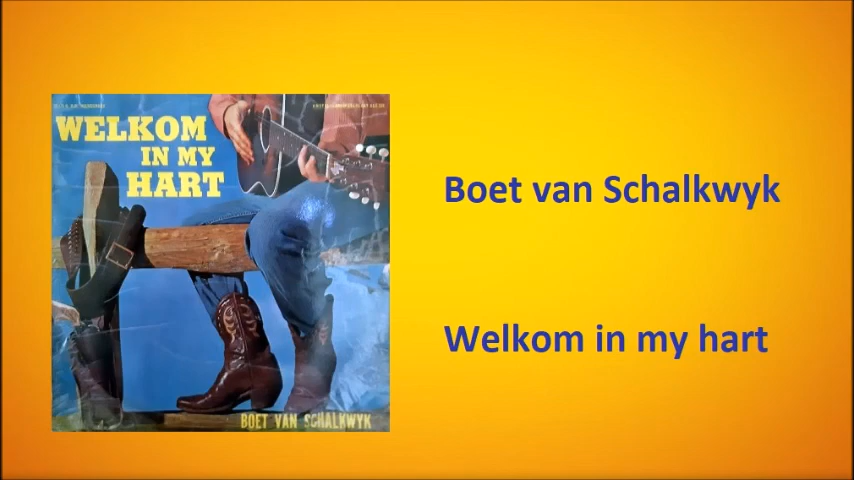 WELKOM
IN MY
HART
BOET VAN SCHALKWYK
Boet van Schalkwyk
Welkom in my hart